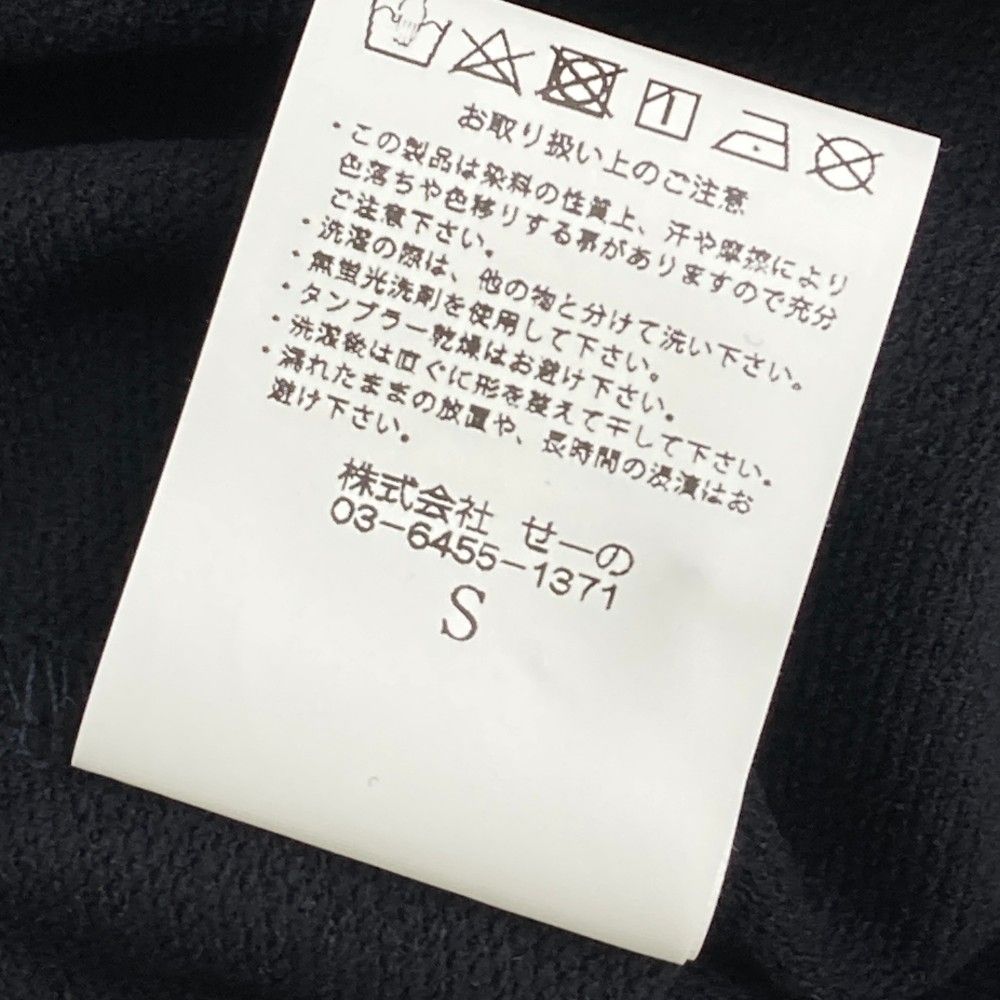 お取り扱い上のご注意
・この製品は染料の性質上、汗や摩擦により
色落ちや色移りする事がありますので充分
ご注意下さい。
・洗濯の際は、他の物と分けて洗い下さい。
・無蛍光洗剤を使用して下さい。
・タンブラー乾燥はお避け下さい。
・洗濯後は直ぐに形を整えて干して下さい。
・濡れたままの放置や、長時間の浸漬はお
避け下さい。
株式会社 せーの
03-6455-1371
S